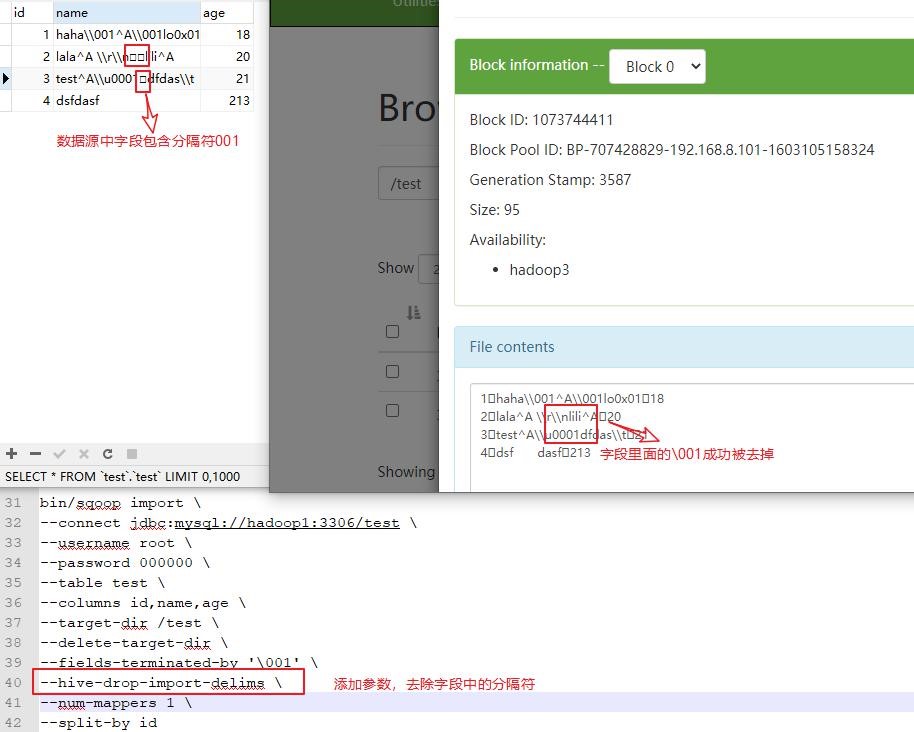 id name age
1 haha\\001^A\\001lo0x01 18
2 lala^A \\r\\n□□lili^A 20
3 test^A\\u0001□dfdas\\t 21
4 dsfdasf 213
数据源中字段包含分隔符001
SELECT * FROM `test`.`test` LIMIT 0,1000
Utilities
Bro
/test
Show 2
Showing
Block information -- Block 0
Block ID: 1073744411
Block Pool ID: BP-707428829-192.168.8.101-1603105158324
Generation Stamp: 3587
Size: 95
Availability:
hadoop3
File contents
1□haha\\001^A\\001lo0x01□18
2□lala^A \\r\\nlili^A□20
3□test^A\\u0001dfdas\\t□21
4□dsf dasf□213
字段里面的\001成功被去掉
31 bin/sqoop import \
32 --connect jdbc:mysql://hadoop1:3306/test \
33 --username root \
34 --password 000000 \
35 --table test \
36 --columns id,name,age \
37 --target-dir /test \
38 --delete-target-dir \
39 --fields-terminated-by '\001' \
40 --hive-drop-import-delims \
添加参数，去除字段中的分隔符
41 --num-mappers 1 \
42 --split-by id